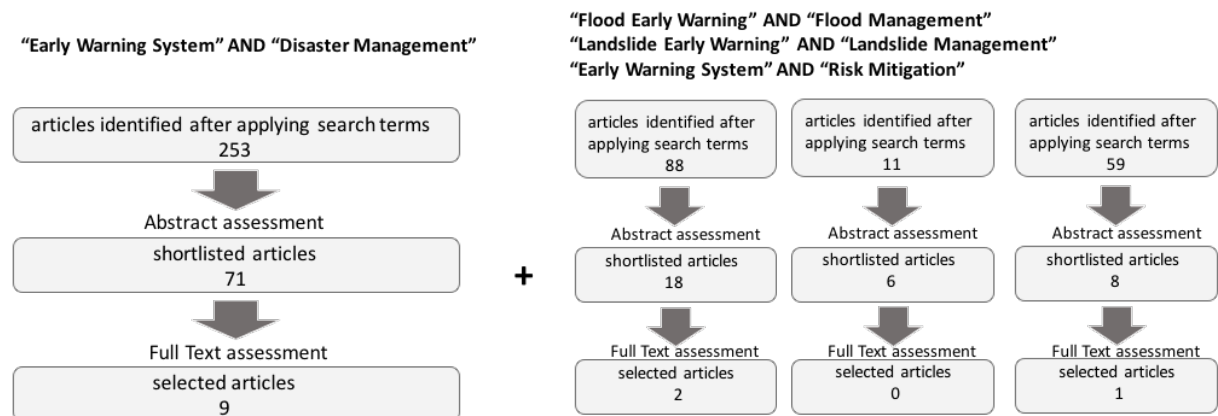 “Early Warning System” AND “Disaster Management”
articles identified after applying search terms
253
Abstract assessment
shortlisted articles
71
Full Text assessment
selected articles
9
+
“Flood Early Warning” AND “Flood Management”
“Landslide Early Warning” AND “Landslide Management”
“Early Warning System” AND “Risk Mitigation”
articles identified after
applying search terms
88
Abstract assessment
shortlisted articles
18
Full Text assessment
selected articles
2
articles identified after
applying search terms
11
Abstract assessment
shortlisted articles
6
Full Text assessment
selected articles
0
articles identified after
applying search terms
59
Abstract assessment
shortlisted articles
8
Full Text assessment
selected articles
1